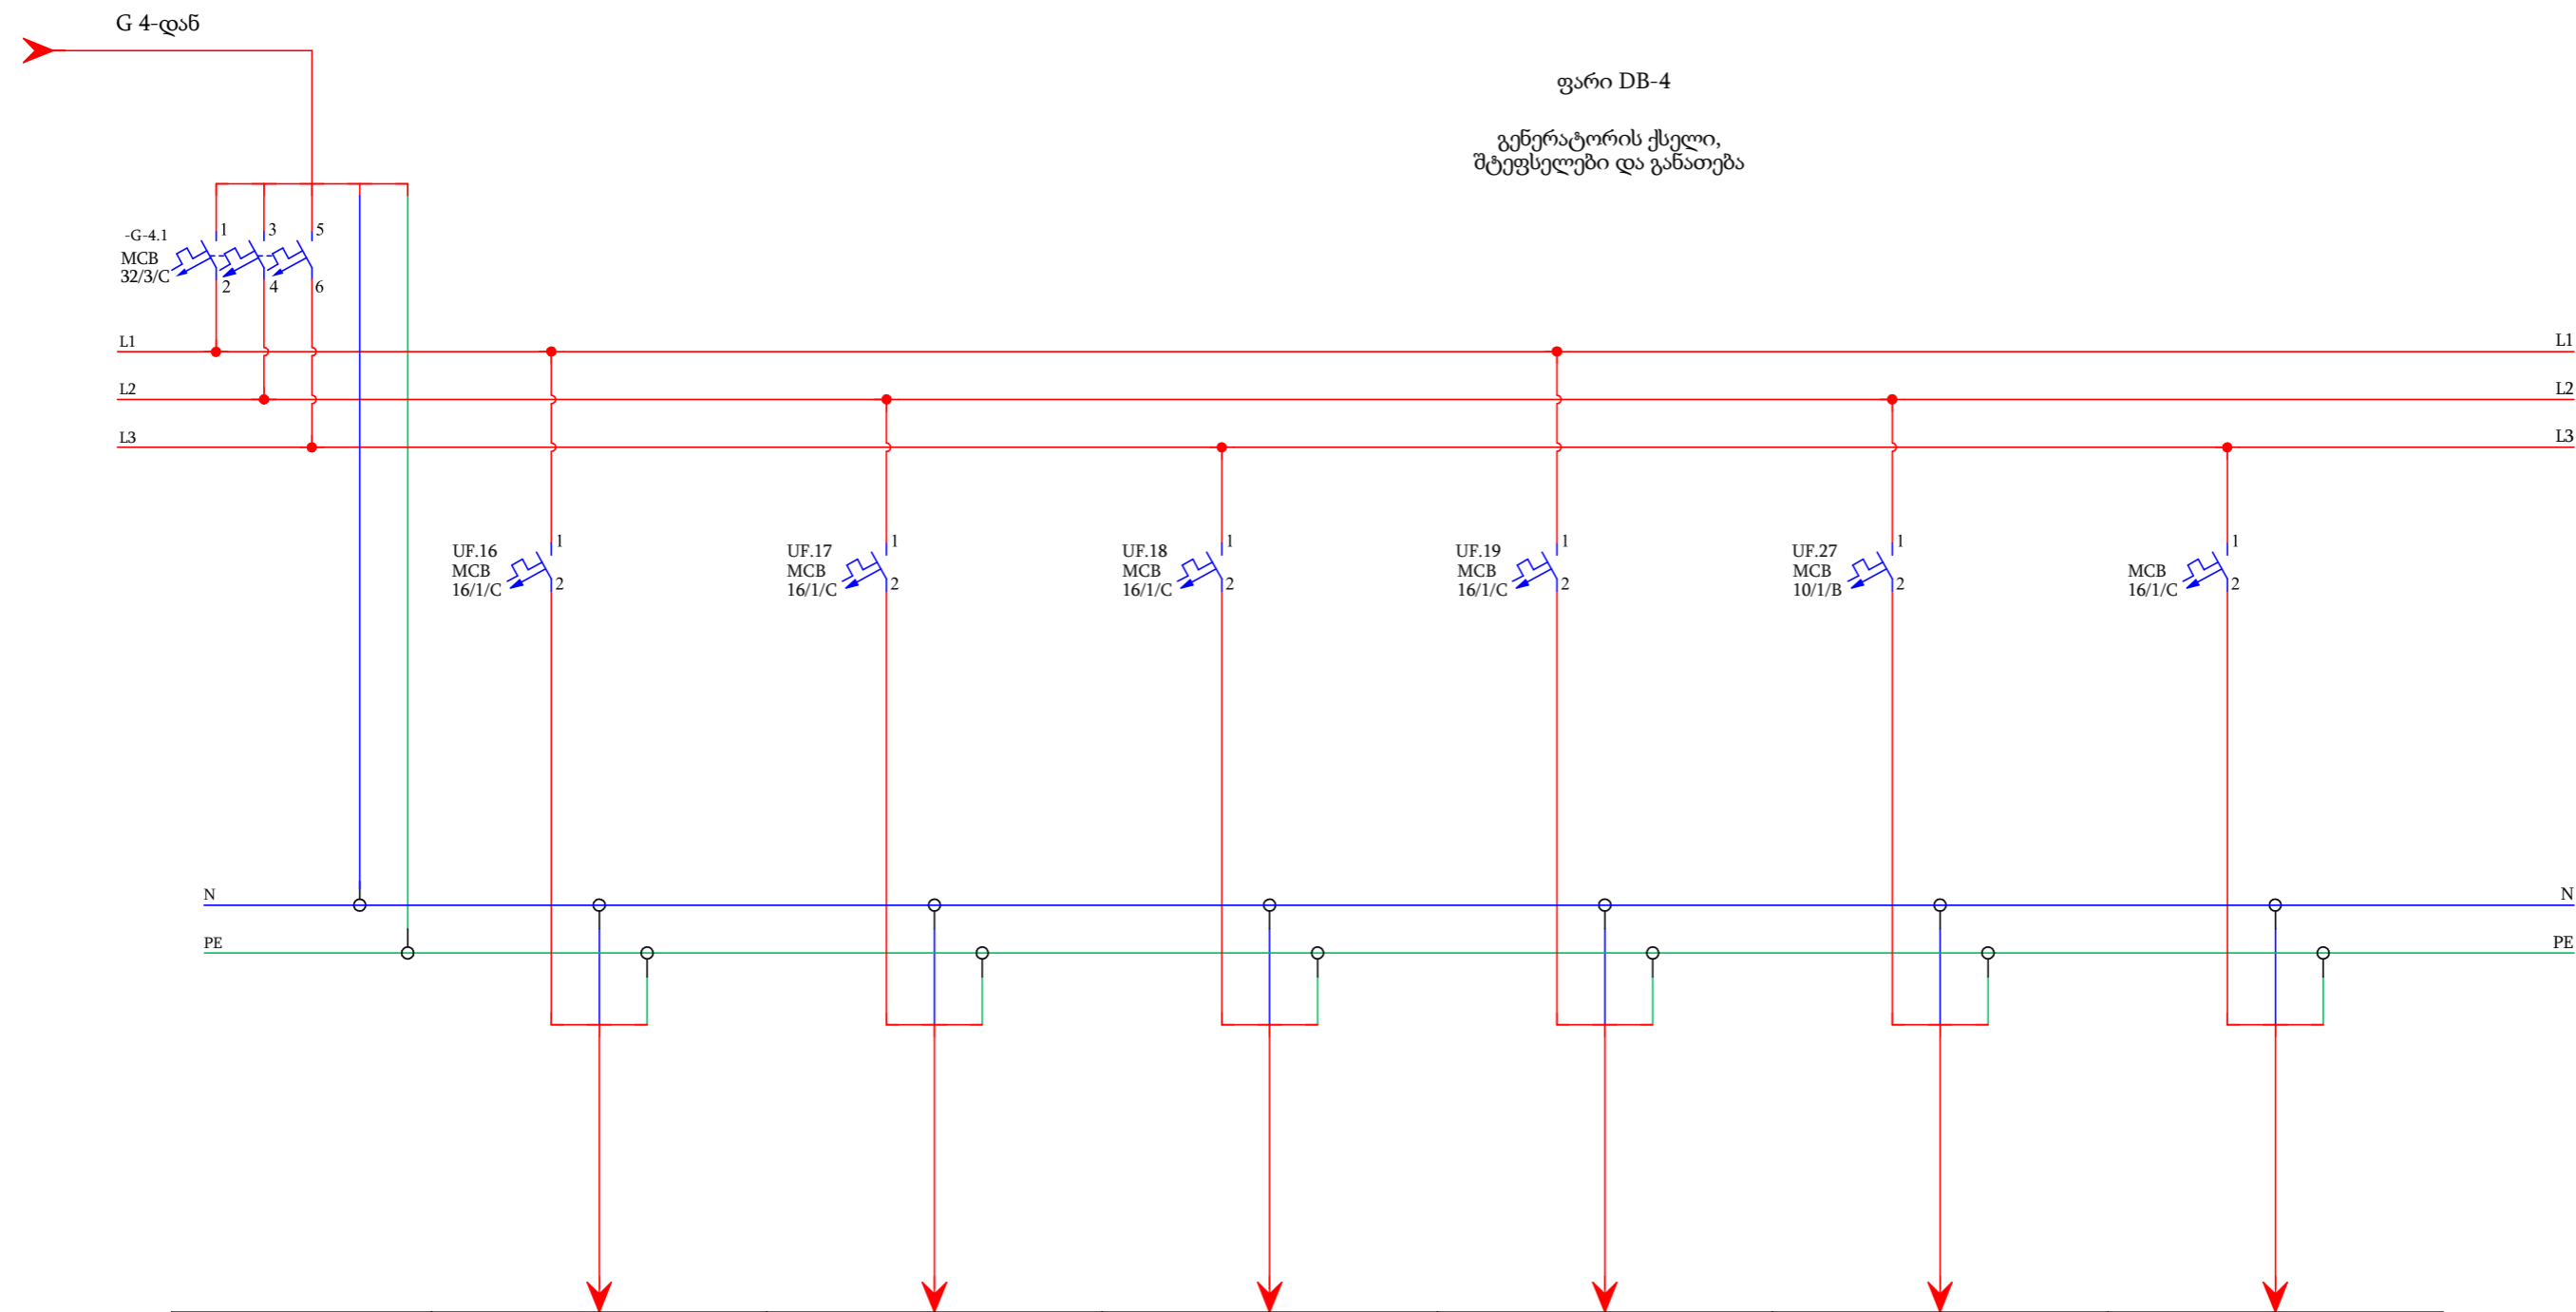 G 4-დან
ფარი DB-4
გენერატორის ქსელი,
შტეფსელები და განათება
-G-4.1
MCB
32/3/C
1 3 5
2 4 6
L1 L1
L2 L2
L3 L3
UF.16
MCB
16/1/C
1
2
UF.17
MCB
16/1/C
1
2
UF.18
MCB
16/1/C
1
2
UF.19
MCB
16/1/C
1
2
UF.27
MCB
10/1/B
1
2
MCB
16/1/C
1
2
N N
PE PE